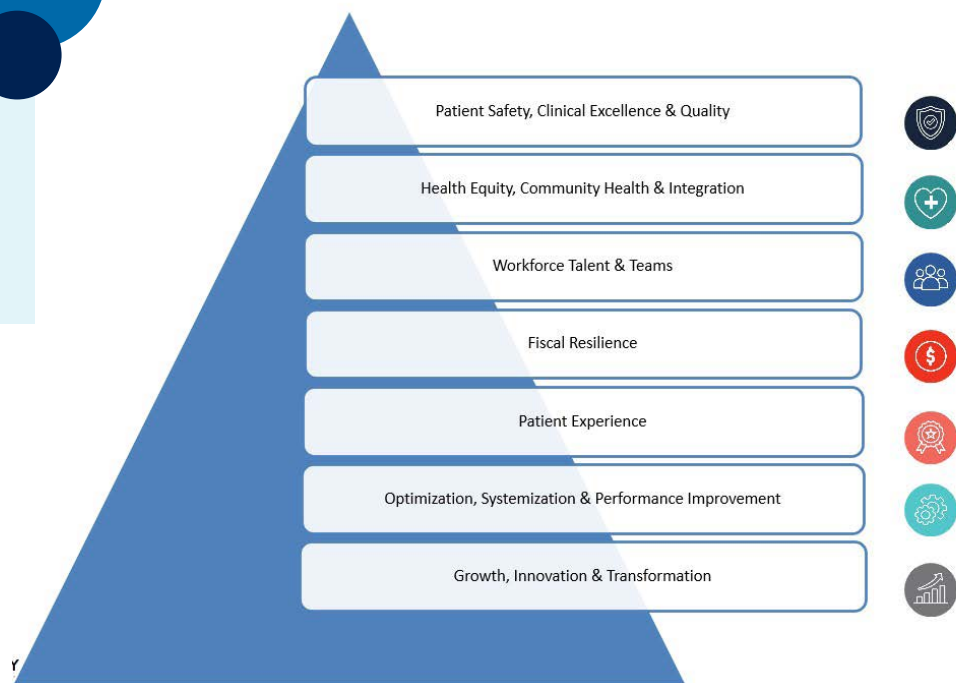 Patient Safety, Clinical Excellence & Quality
Health Equity, Community Health & Integration
Workforce Talent & Teams
Fiscal Resilience
$
Patient Experience
Optimization, Systemization & Performance Improvement
Growth, Innovation & Transformation
Y